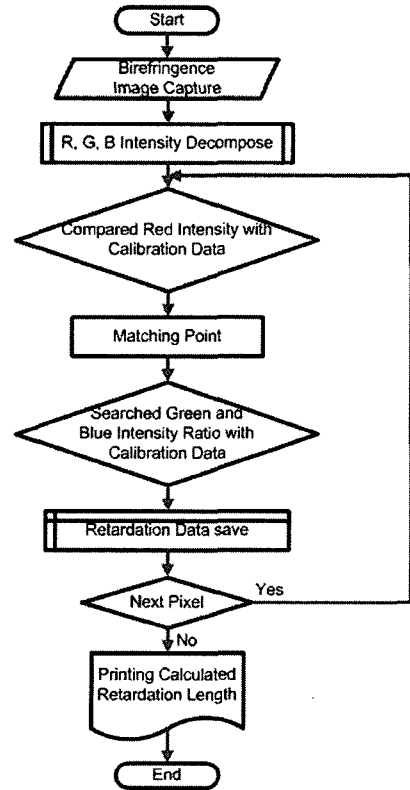 Start
Birefringence
Image Capture
R, G, B Intensity Decompose
Compared Red Intensity with
Calibration Data
Matching Point
Searched Green and
Blue Intensity Ratio with
Calibration Data
Retardation Data save
Next Pixel
Yes
No
Printing Calculated
Retardation Length
End